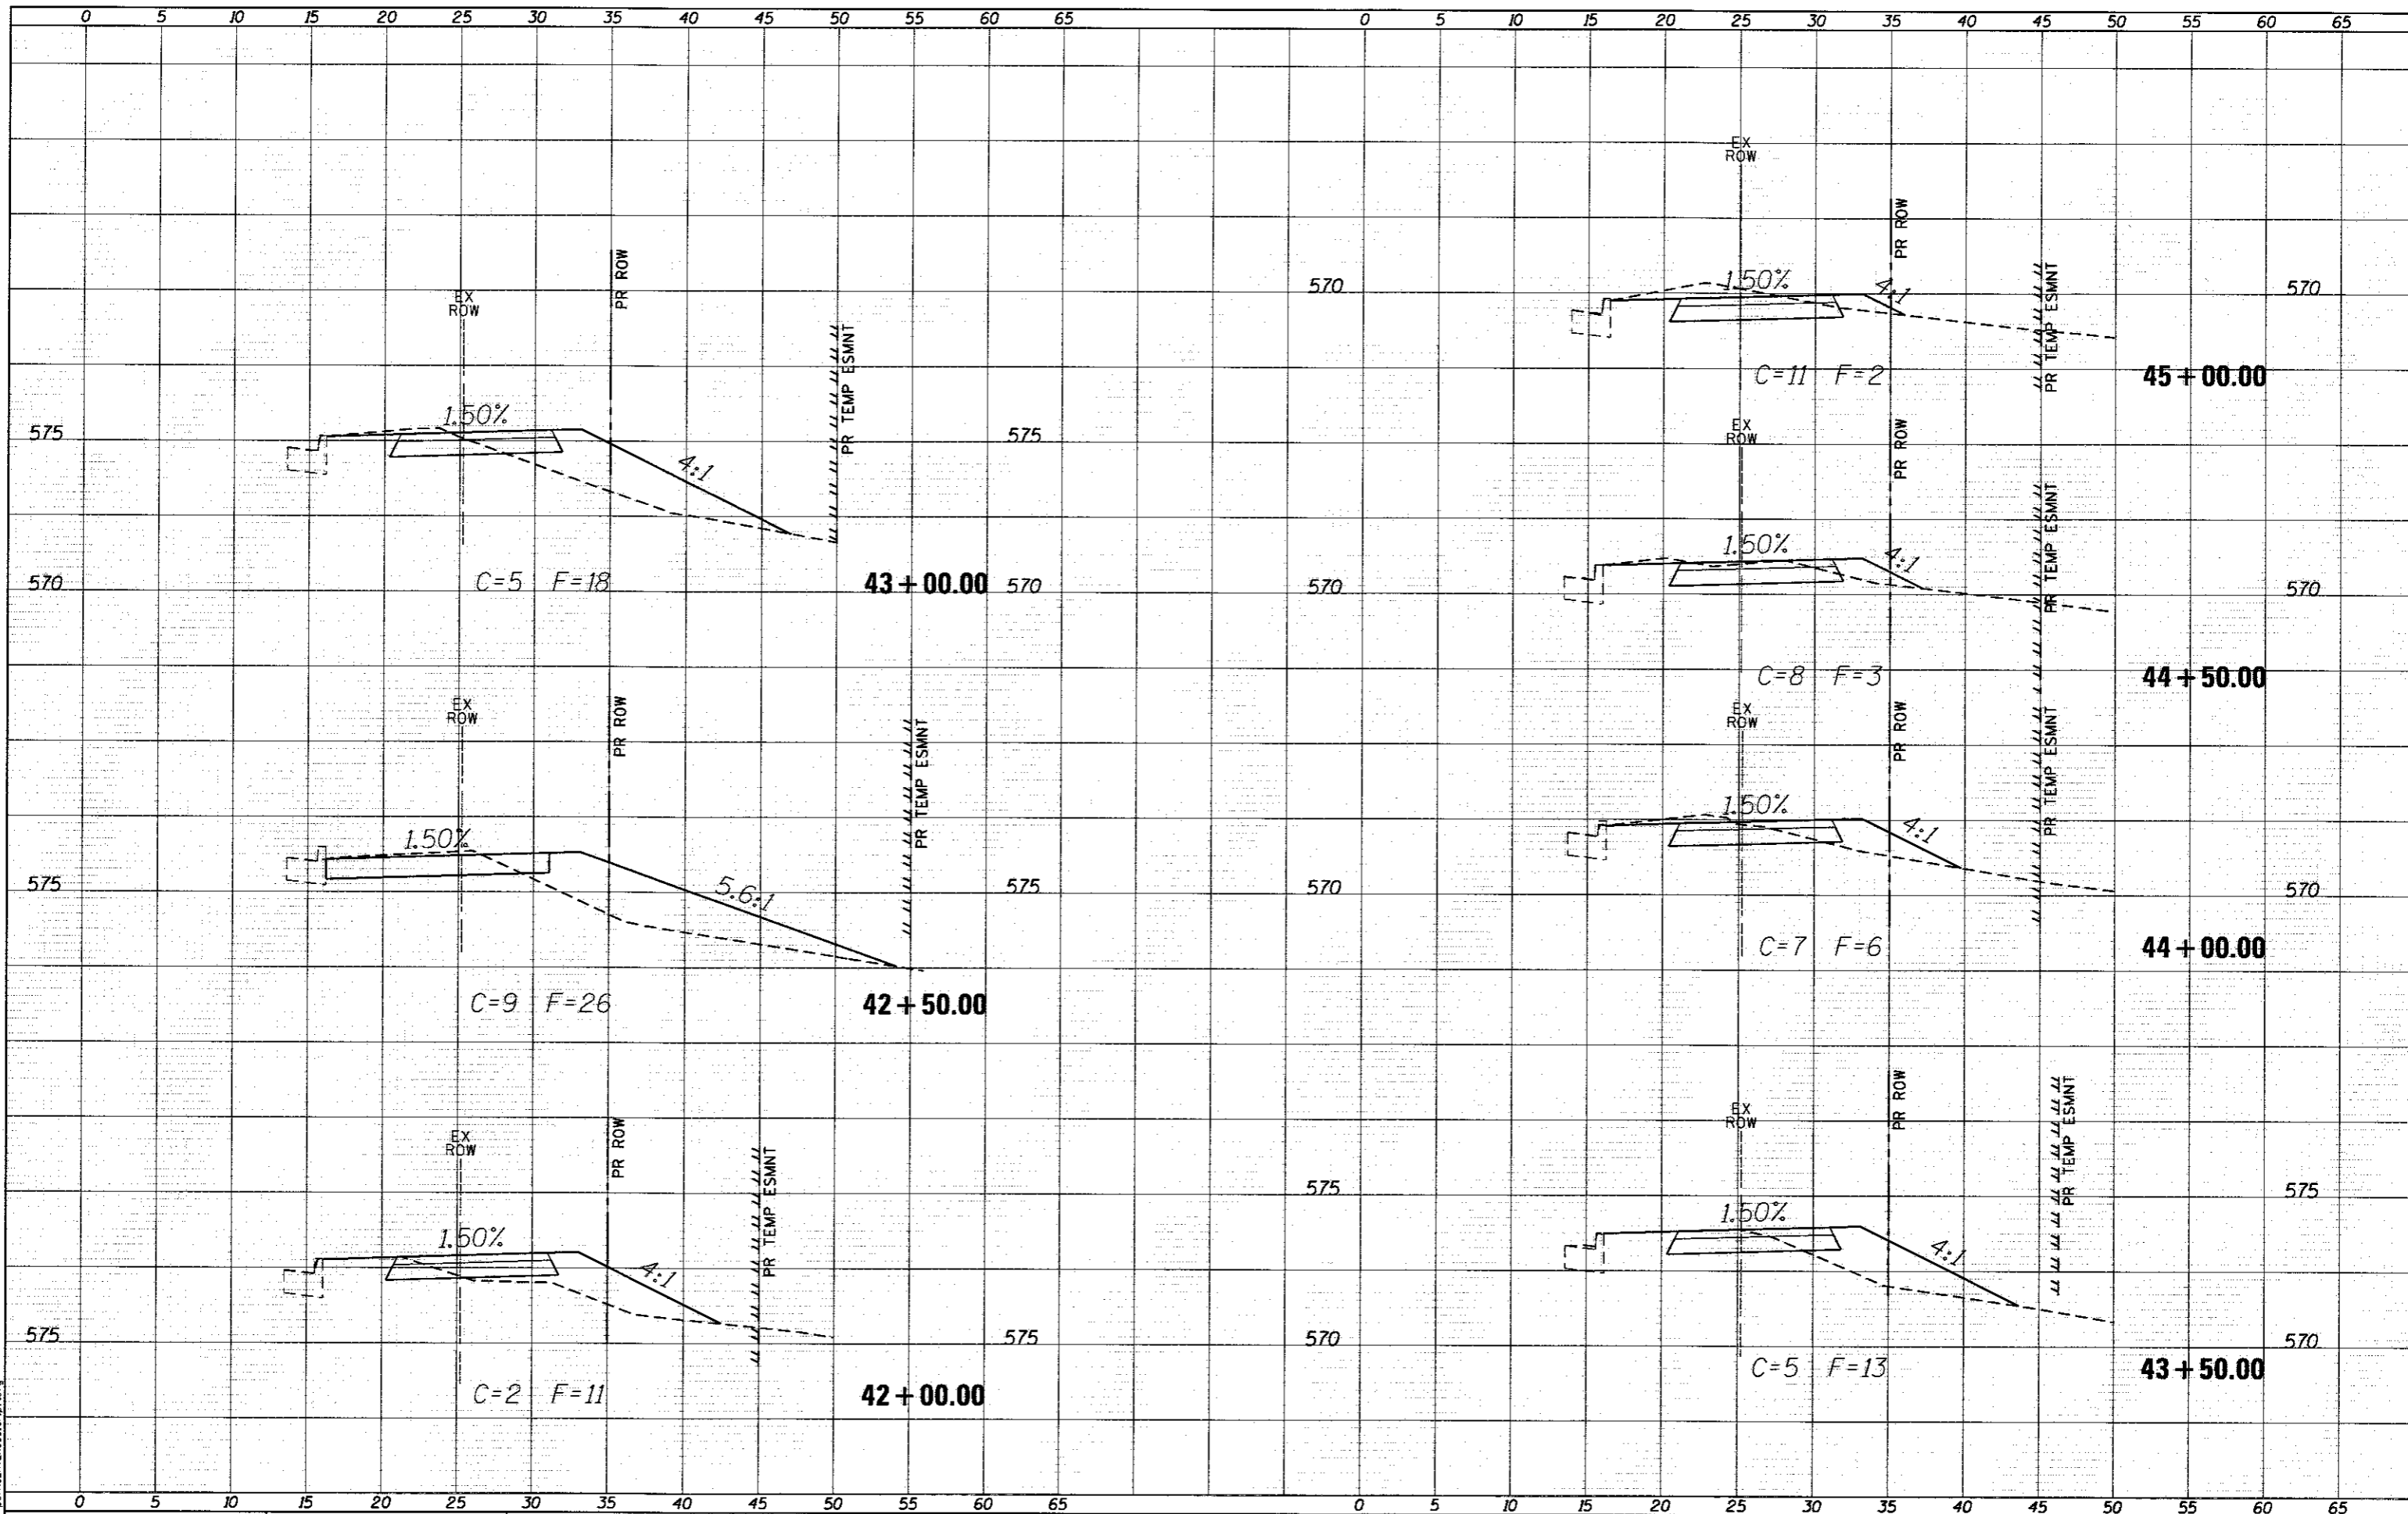 0 5 10 15 20 25 30 35 40 45 50 55 60 65 0 5 10 15 20 25 30 35 40 45 50 55 60 65
EX
ROW
PR ROW
PR TEMP ESMNT
1.50%
4:1
575 575
C=5 F=18
43+00.00
570 570
EX
ROW
PR ROW
PR TEMP ESMNT
1.50%
5.6:1
575 575
C=9 F=26
42+50.00
EX
ROW
PR ROW
PR TEMP ESMNT
1.50%
4:1
575 575
C=2 F=11
42+00.00
EX
ROW
PR ROW
PR TEMP ESMNT
570 570
1.50%
4:1
C=11 F=2
45+00.00
EX
ROW
PR ROW
PR TEMP ESMNT
1.50%
4:1
570 570
C=8 F=3
44+50.00
EX
ROW
PR ROW
PR TEMP ESMNT
1.50%
4:1
570 570
C=7 F=6
44+00.00
EX
ROW
PR ROW
PR TEMP ESMNT
575 575
1.50%
4:1
570 570
C=5 F=13
43+50.00
0 5 10 15 20 25 30 35 40 45 50 55 60 65 0 5 10 15 20 25 30 35 40 45 50 55 60 65